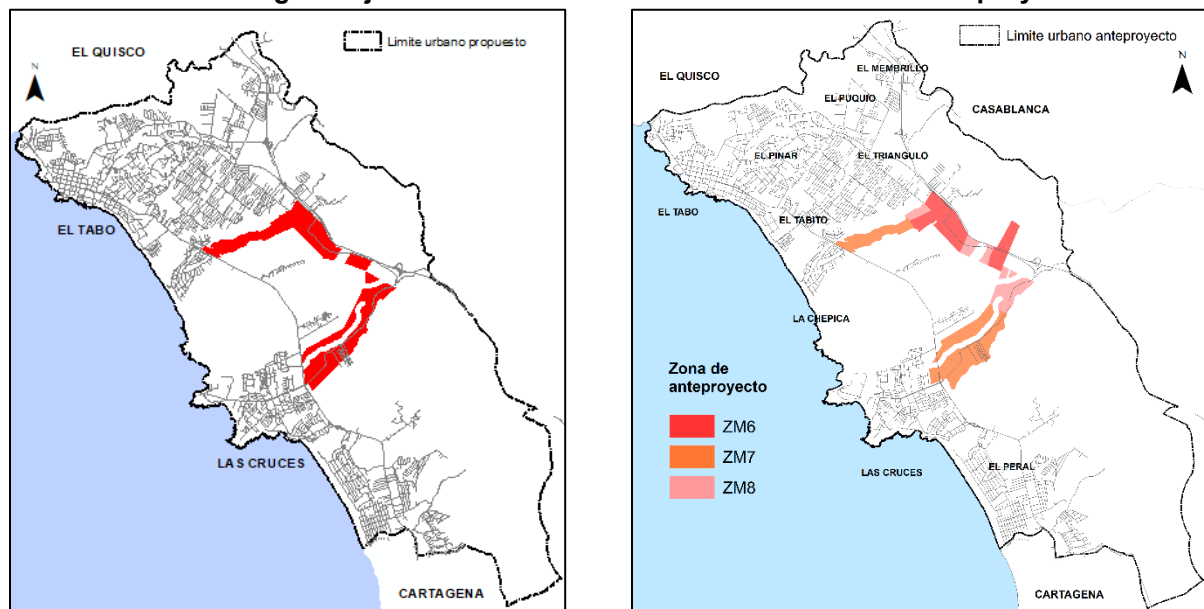 EL QUISCO
Limite urbano propuesto
N
EL TABO
LAS CRUCES
CARTAGENA
Limite urbano anteproyecto
N
EL MEMBRILLO
EL QUISCO
EL PUQUIO
CASABLANCA
EL PINAR
EL TRIANGULO
EL TABO
EL TABITO
LA CHEPICA
Zona de
anteproyecto
ZM6
ZM7
ZM8
LAS CRUCES
EL PERAL
CARTAGENA